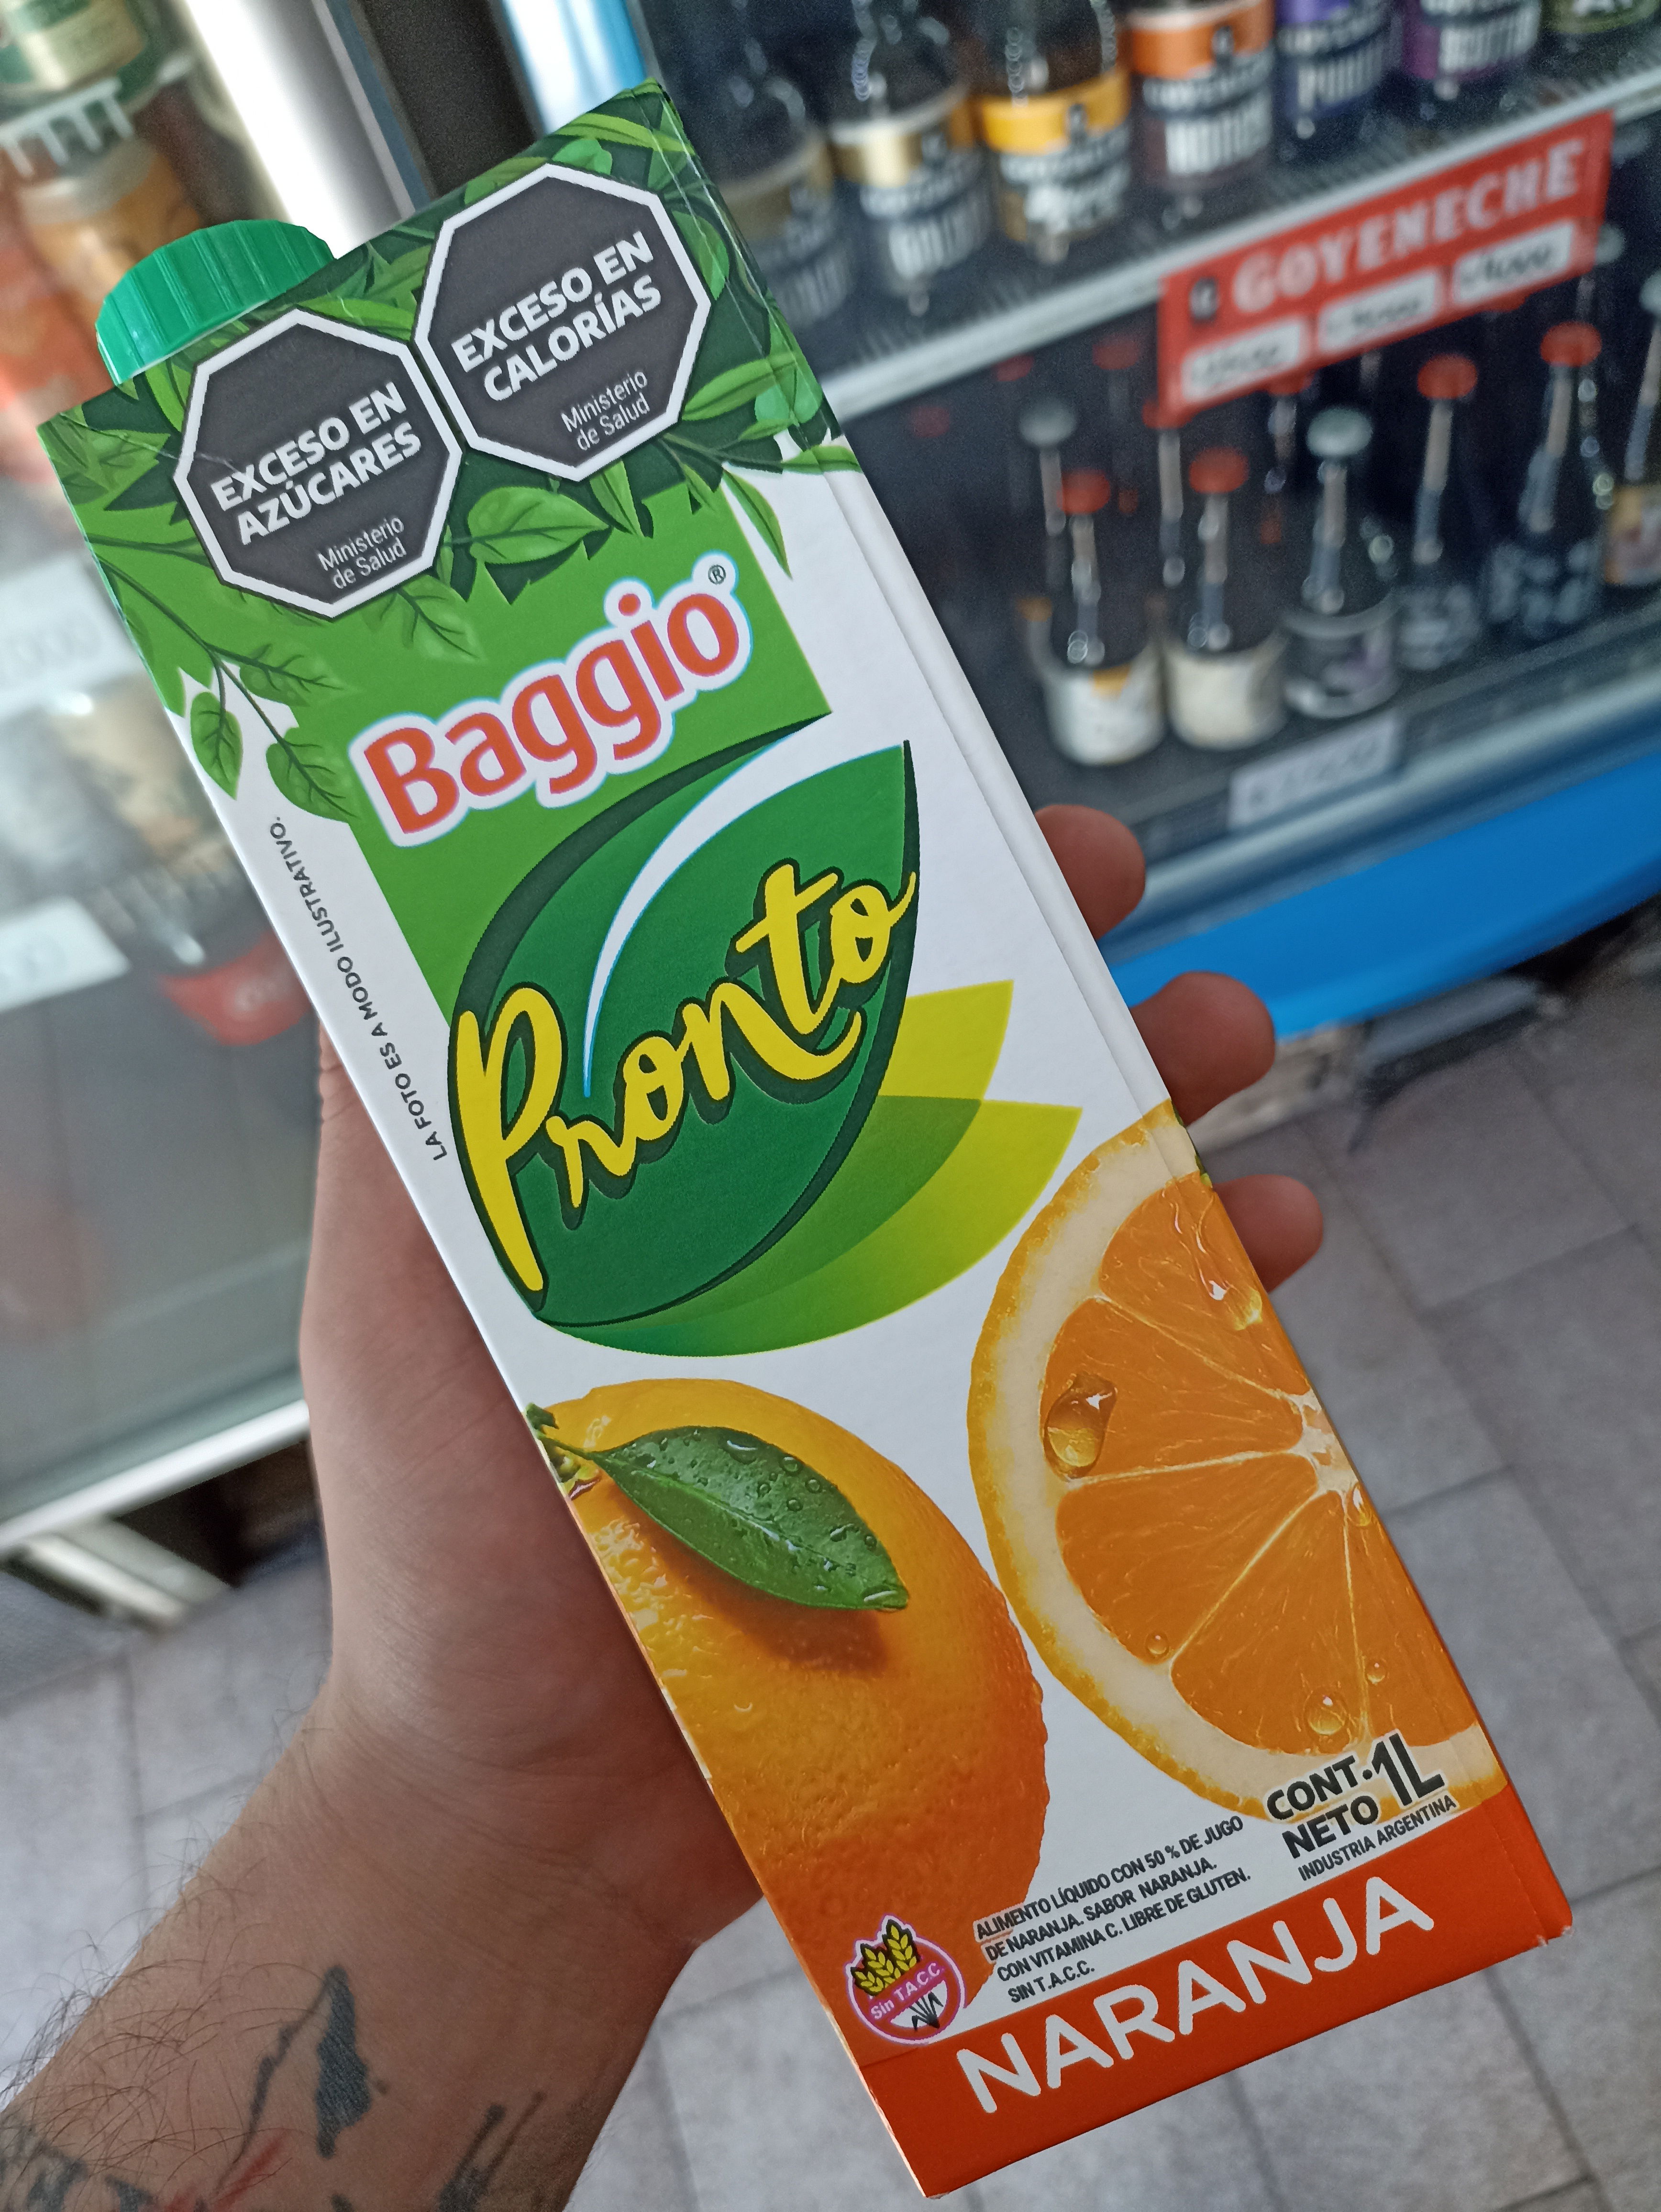 EXCESO EN
AZÚCARES
Ministerio
de Salud
EXCESO EN
CALORÍAS
Ministerio
de Salud
Baggio®
Pronto
LA FOTO ES A MODO ILUSTRATIVO.
CONT.
NETO 1L
INDUSTRIA ARGENTINA
ALIMENTO LÍQUIDO CON 50 % DE JUGO
DE NARANJA. SABOR NARANJA.
CON VITAMINA C. LIBRE DE GLUTEN.
SIN T.A.C.C.
Sin T.A.C.C.
NARANJA
GOYENECHE